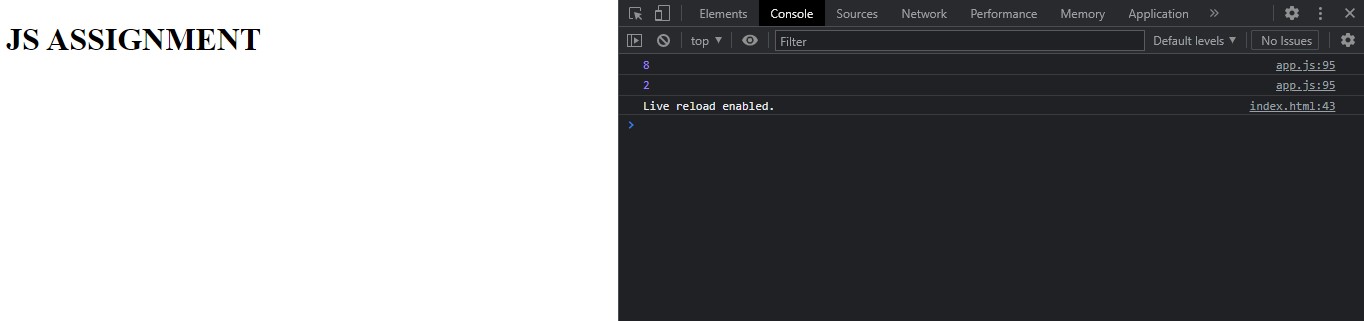 JS ASSIGNMENT
Elements Console Sources Network Performance Memory Application
top Filter Default levels No Issues
8 app.js:95
2 app.js:95
Live reload enabled. index.html:43